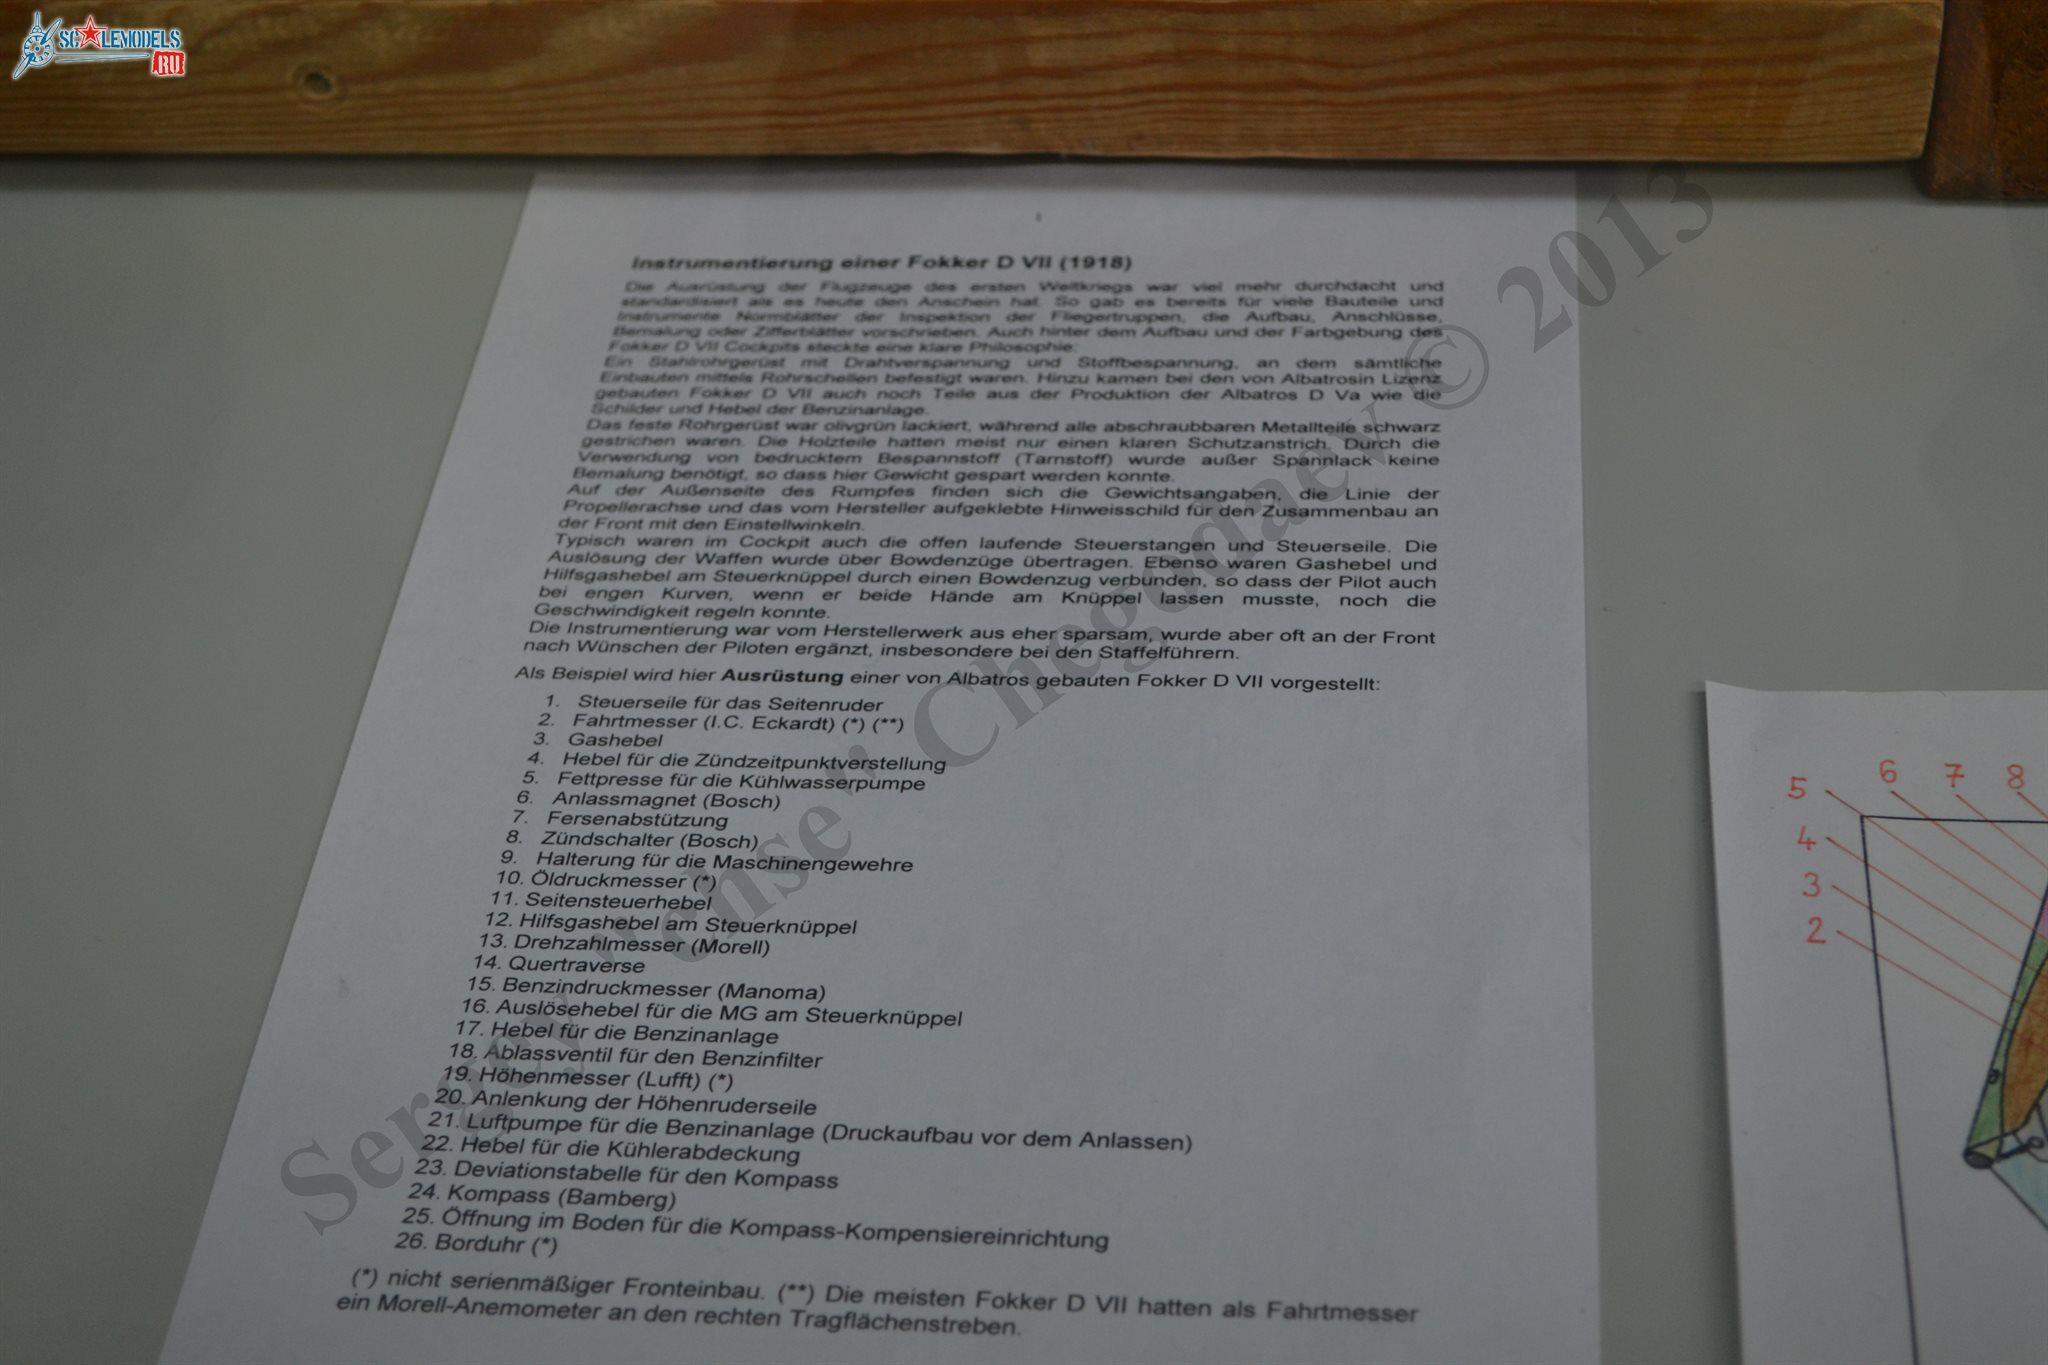 SCALEMODELS
RU
Instrumentierung einer Fokker D VII (1918)
Die Ausrüstung der Flugzeuge des ersten Weltkriegs war viel mehr durchdacht und
standardisiert als es heute den Anschein hat. So gab es bereits für viele Bauteile und
Instrumente Normblätter der Inspektion der Fliegertruppen, die Aufbau, Anschlüsse,
Bemalung oder Zifferblätter vorschrieben. Auch hinter dem Aufbau und der Farbgebung des
Fokker D VII Cockpits steckte eine klare Philosophie:
Ein Stahlrohrgerüst mit Drahtverspannung und Stoffbespannung, an dem sämtliche
Einbauten mittels Rohrschellen befestigt waren. Hinzu kamen bei den von Albatrosin Lizenz
gebauten Fokker D VII auch noch Teile aus der Produktion der Albatros D Va wie die
Schilder und Hebel der Benzinanlage.
Das feste Rohrgerüst war olivgrün lackiert, während alle abschraubbaren Metallteile schwarz
gestrichen waren. Die Holzteile hatten meist nur einen klaren Schutzanstrich. Durch die
Verwendung von bedrucktem Bespannstoff (Tarnstoff) wurde außer Spannlack keine
Bemalung benötigt, so dass hier Gewicht gespart werden konnte.
Auf der Außenseite des Rumpfes finden sich die Gewichtsangaben, die Linie der
Propellerachse und das vom Hersteller aufgeklebte Hinweisschild für den Zusammenbau an
der Front mit den Einstellwinkeln.
Typisch waren im Cockpit auch die offen laufende Steuerstangen und Steuerseile. Die
Auslösung der Waffen wurde über Bowdenzüge übertragen. Ebenso waren Gashebel und
Hilfsgashebel am Steuerknüppel durch einen Bowdenzug verbunden, so dass der Pilot auch
bei engen Kurven, wenn er beide Hände am Knüppel lassen musste, noch die
Geschwindigkeit regeln konnte.
Die Instrumentierung war vom Herstellerwerk aus eher sparsam, wurde aber oft an der Front
nach Wünschen der Piloten ergänzt, insbesondere bei den Staffelführern.
Als Beispiel wird hier Ausrüstung einer von Albatros gebauten Fokker D VII vorgestellt:
1. Steuerseile für das Seitenruder
2. Fahrtmesser (I.C. Eckardt) (*) (**)
3. Gashebel
4. Hebel für die Zündzeitpunktverstellung
5. Fettpresse für die Kühlwasserpumpe
6. Anlassmagnet (Bosch)
7. Fersenabstützung
8. Zündschalter (Bosch)
9. Halterung für die Maschinengewehre
10. Öldruckmesser (*)
11. Seitensteuerhebel
12. Hilfsgashebel am Steuerknüppel
13. Drehzahlmesser (Morell)
14. Quertraverse
15. Benzindruckmesser (Manoma)
16. Auslösehebel für die MG am Steuerknüppel
17. Hebel für die Benzinanlage
18. Ablassventil für den Benzinfilter
19. Höhenmesser (Lufft) (*)
20. Anlenkung der Höhenruderseile
21. Luftpumpe für die Benzinanlage (Druckaufbau vor dem Anlassen)
22. Hebel für die Kühlerabdeckung
23. Deviationstabelle für den Kompass
24. Kompass (Bamberg)
25. Öffnung im Boden für die Kompass-Kompensiereinrichtung
26. Borduhr (*)
(*) nicht serienmäßiger Fronteinbau. (**) Die meisten Fokker D VII hatten als Fahrtmesser
ein Morell-Anemometer an den rechten Tragflächenstreben.
5 6 7 8
4
3
2
Sergey Chegodaev © 2013